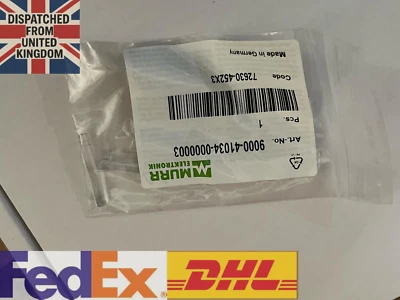 DISPATCHED
FROM
UNITED
KINGDOM
MURR
ELEKTRONIK
Art.-No.
9000-41034-0000003
Pcs.
1
Code
72630-452X3
Made in Germany
FedEx
DHL